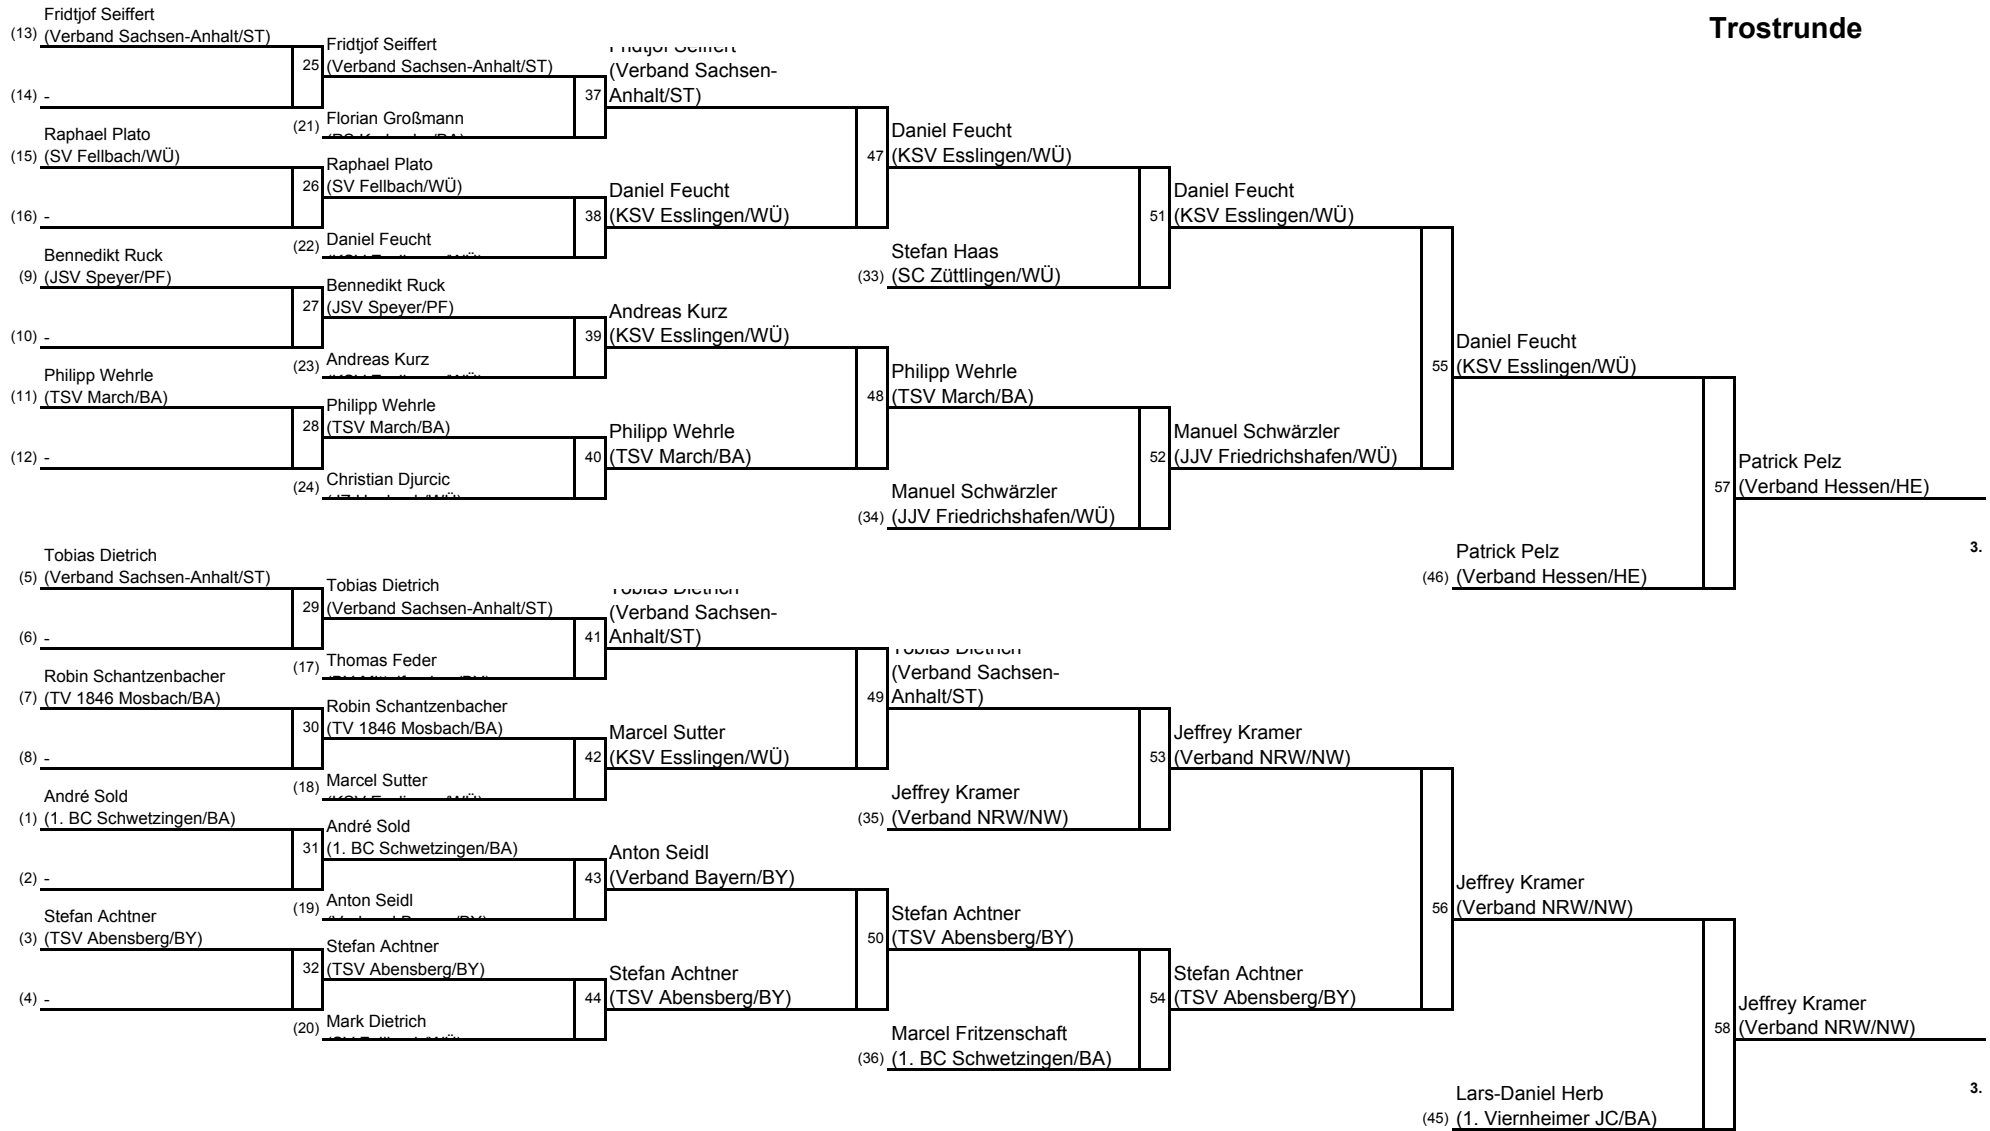 Trostrunde
Fridtjof Seiffert
(13) (Verband Sachsen-Anhalt/ST)
25
(14) -
Raphael Plato
(15) (SV Fellbach/WÜ)
26
(16) -
Bennedikt Ruck
(9) (JSV Speyer/PF)
27
(10) -
Philipp Wehrle
(11) (TSV March/BA)
28
(12) -
Tobias Dietrich
(5) (Verband Sachsen-Anhalt/ST)
29
(6) -
Robin Schantzenbacher
(7) (TV 1846 Mosbach/BA)
30
(8) -
André Sold
(1) (1. BC Schwetzingen/BA)
31
(2) -
Stefan Achtner
(3) (TSV Abensberg/BY)
32
(4) -
Fridtjof Seiffert
(Verband Sachsen-Anhalt/ST)
37
(21) Florian Großmann
Raphael Plato
(SV Fellbach/WÜ)
38
(22) Daniel Feucht
Bennedikt Ruck
(JSV Speyer/PF)
39
(23) Andreas Kurz
Philipp Wehrle
(TSV March/BA)
40
(24) Christian Djurcic
Tobias Dietrich
(Verband Sachsen-Anhalt/ST)
41
(17) Thomas Feder
Robin Schantzenbacher
(TV 1846 Mosbach/BA)
42
(18) Marcel Sutter
André Sold
(1. BC Schwetzingen/BA)
43
(19) Anton Seidl
Stefan Achtner
(TSV Abensberg/BY)
44
(20) Mark Dietrich
(Verband Sachsen-
Anhalt/ST)
47
Daniel Feucht
(KSV Esslingen/WÜ)
Andreas Kurz
(KSV Esslingen/WÜ)
48
Philipp Wehrle
(TSV March/BA)
(Verband Sachsen-
Anhalt/ST)
49
Marcel Sutter
(KSV Esslingen/WÜ)
Anton Seidl
(Verband Bayern/BY)
50
Stefan Achtner
(TSV Abensberg/BY)
Daniel Feucht
(KSV Esslingen/WÜ)
51
Stefan Haas
(33) (SC Züttlingen/WÜ)
Philipp Wehrle
(TSV March/BA)
52
Manuel Schwärzler
(34) (JJV Friedrichshafen/WÜ)
(Verband Sachsen-
Anhalt/ST)
53
Jeffrey Kramer
(35) (Verband NRW/NW)
Stefan Achtner
(TSV Abensberg/BY)
54
Marcel Fritzenschaft
(36) (1. BC Schwetzingen/BA)
Daniel Feucht
(KSV Esslingen/WÜ)
55
Manuel Schwärzler
(JJV Friedrichshafen/WÜ)
Jeffrey Kramer
(Verband NRW/NW)
56
Stefan Achtner
(TSV Abensberg/BY)
Daniel Feucht
(KSV Esslingen/WÜ)
57
Patrick Pelz
(46) (Verband Hessen/HE)
Jeffrey Kramer
(Verband NRW/NW)
58
Lars-Daniel Herb
(45) (1. Viernheimer JC/BA)
Patrick Pelz
(Verband Hessen/HE)
3.
Jeffrey Kramer
(Verband NRW/NW)
3.